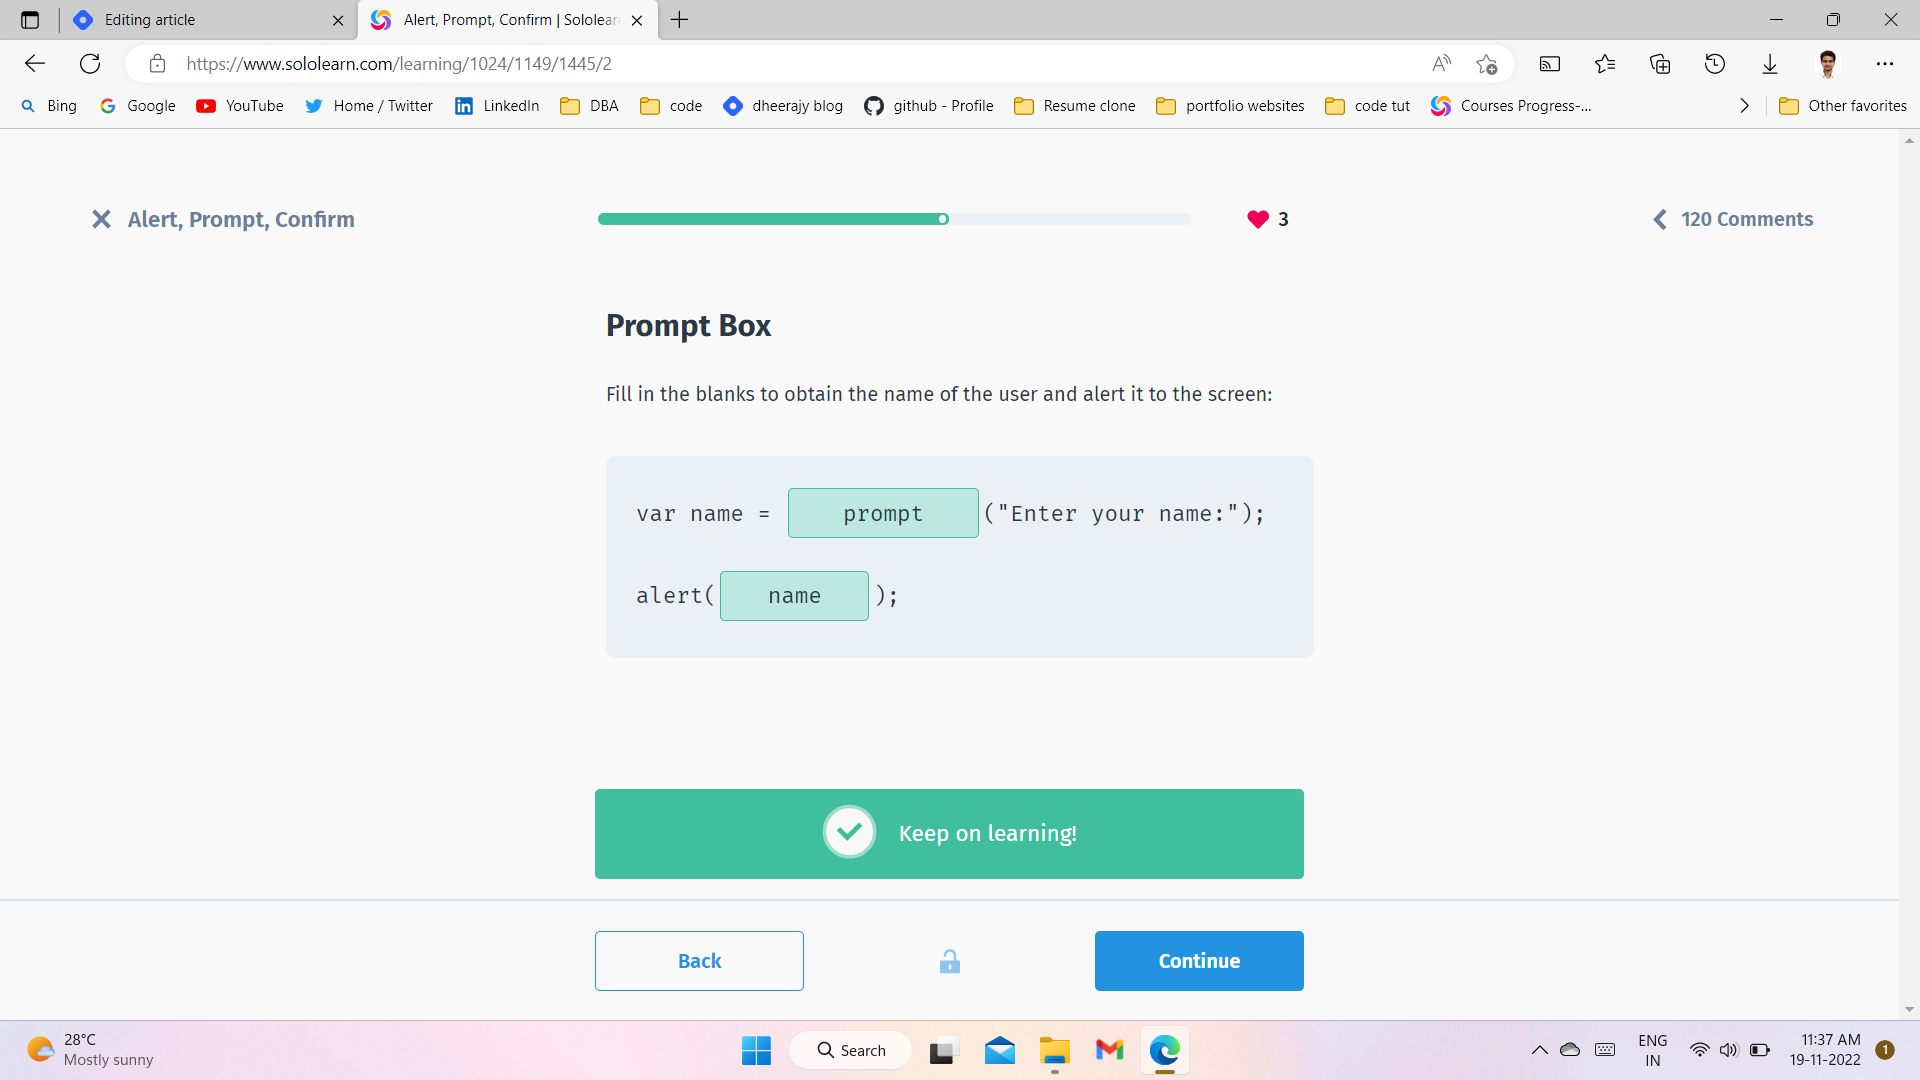 Editing article
Alert, Prompt, Confirm | Sololearn
https://www.sololearn.com/learning/1024/1149/1445/2
Bing Google YouTube Home / Twitter LinkedIn DBA code dheerajy blog github - Profile Resume clone portfolio websites code tut Courses Progress-... Other favorites
Alert, Prompt, Confirm 3 120 Comments
Prompt Box
Fill in the blanks to obtain the name of the user and alert it to the screen:
var name = prompt ("Enter your name:");
alert( name );
Keep on learning!
Back Continue
28°C
Mostly sunny
Search
ENG
IN
11:37 AM
19-11-2022
1